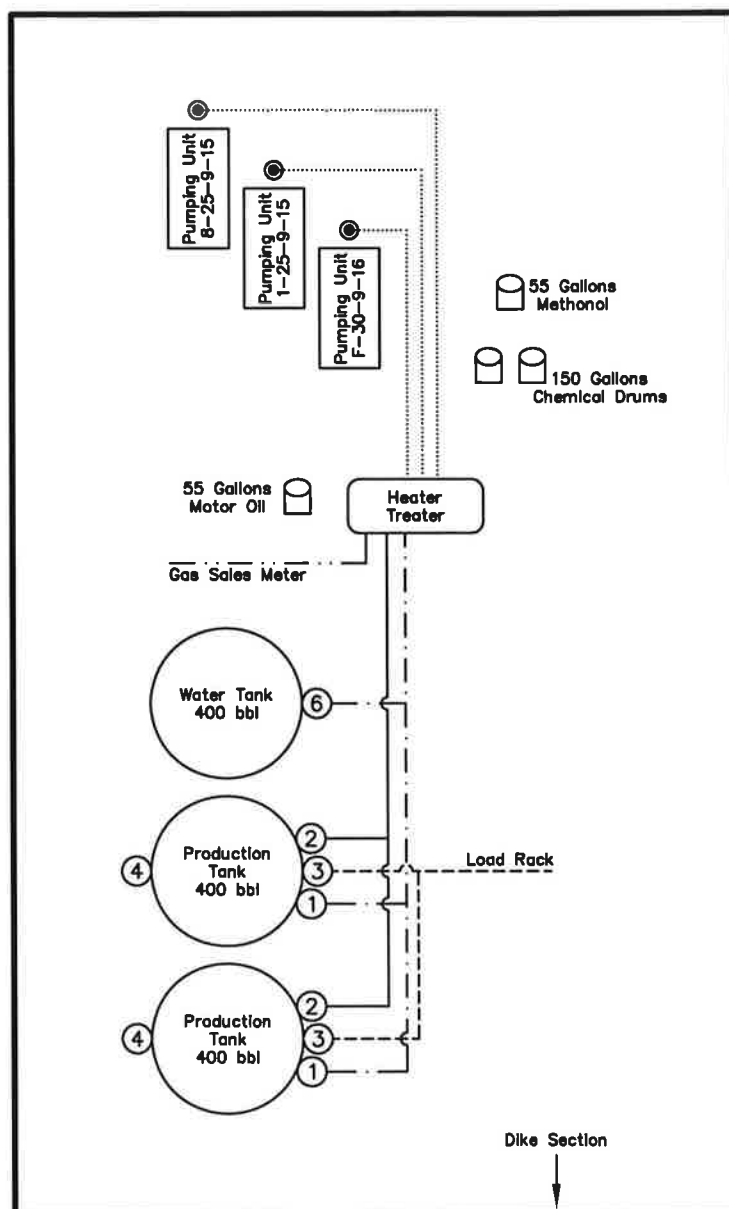 Pumping Unit
8-25-9-15
Pumping Unit
1-25-9-15
Pumping Unit
F-30-9-16
55 Gallons
Methonol
150 Gallons
Chemical Drums
55 Gallons
Motor Oil
Heater
Treater
Gas Sales Meter
Water Tank
400 bbl
6
Production
Tank
400 bbl
4
2
3
1
Load Rack
Production
Tank
400 bbl
4
2
3
1
Dike Section